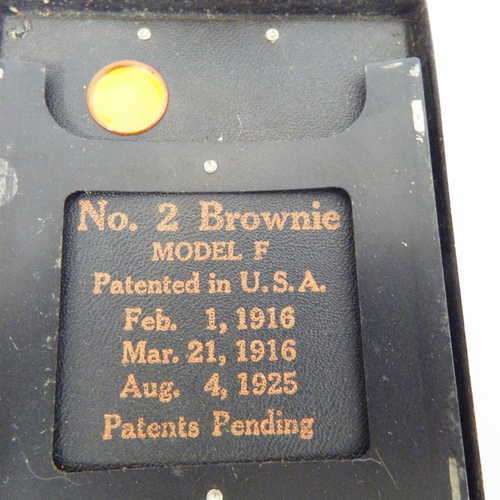 No. 2 Brownie
MODEL F
Patented in U.S.A.
Feb. 1, 1916
Mar. 21, 1916
Aug. 4, 1925
Patents Pending